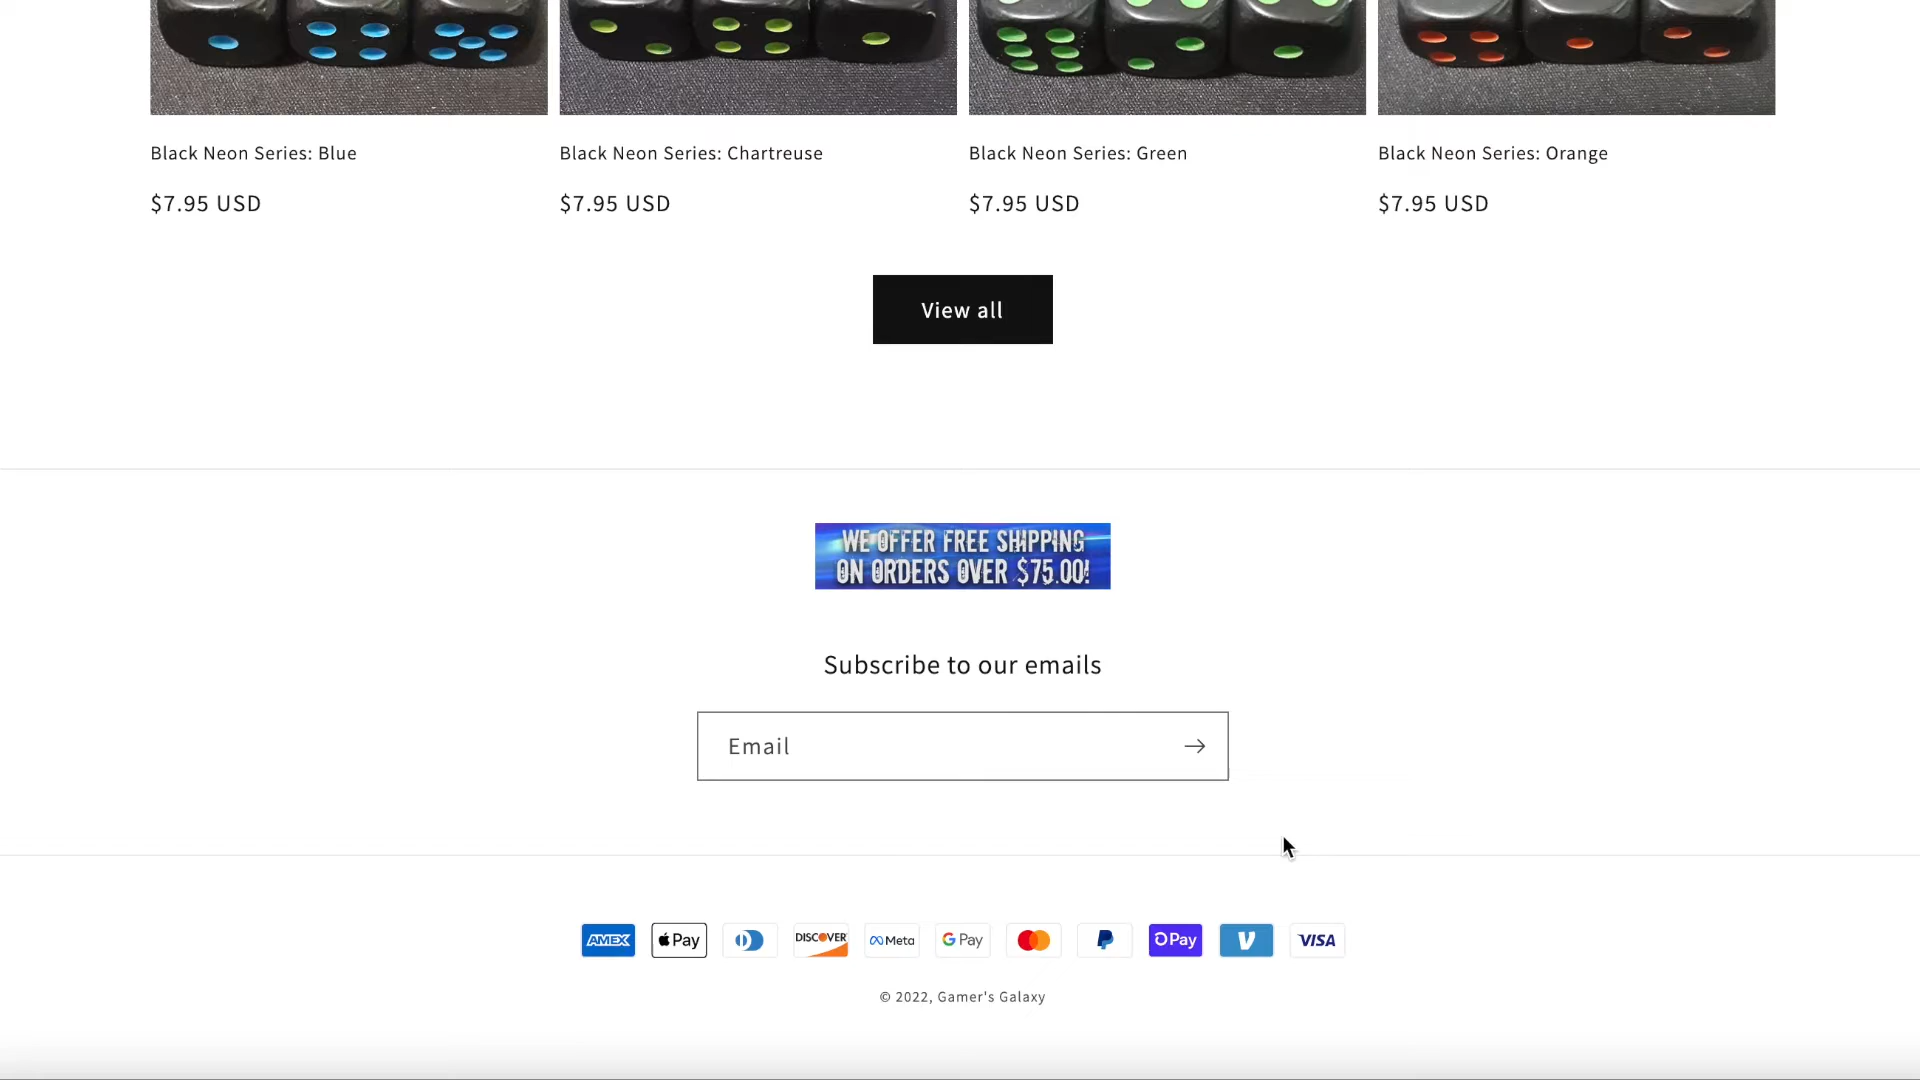 Black Neon Series: Blue
Black Neon Series: Chartreuse
Black Neon Series: Green
Black Neon Series: Orange
$7.95 USD
$7.95 USD
$7.95 USD
$7.95 USD
View all
WE OFFER FREE SHIPPING
ON ORDERS OVER $75.00!
Subscribe to our emails
Email
AMEX
Pay
DISCOVER
Meta
G Pay
Pay
V
VISA
© 2022, Gamer's Galaxy